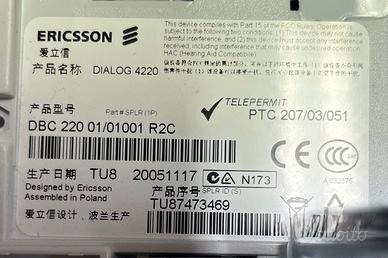 ERICSSON
爱立信
产品名称 DIALOG 4220
This device complies with Part 15 of the FCC Rules. Operation is
subject to the following two conditions: (1) this device may not cause
harmful interference, and (2) this device must accept any interference
received, including interference that may cause undesired operation.
HAC (Hearing Aid Compatible)
产品型号 Part# SPLR (1P)
DBC 220 01/01001 R2C
TELEPERMIT
PTC 207/03/051
生产日期 TU8 20051117
N173
CCC
A 032376
Designed by Ericsson
Assembled in Poland
产品序号 SPLR ID (S)
TU87473469
爱立信设计，波兰生产